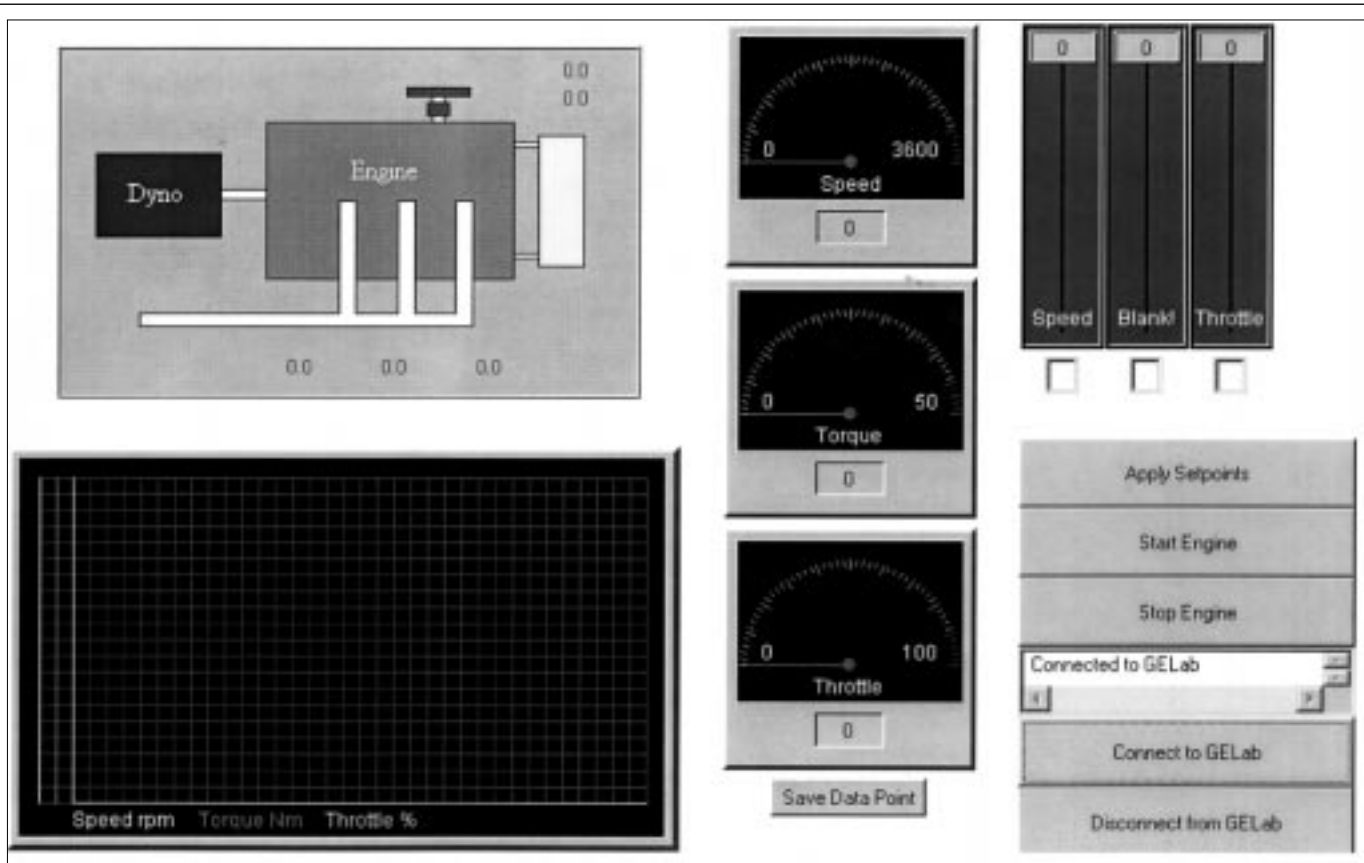 0.0
0.0
Engine
Dyno
0.0 0.0 0.0
Speed rpm Torque Nm Throttle %
0 3600
Speed
0
0 50
Torque
0
0 100
Throttle
0
Save Data Point
0 0 0
Speed Blank! Throttle
Apply Setpoints
Start Engine
Stop Engine
Connected to GELab
Connect to GELab
Disconnect from GELab